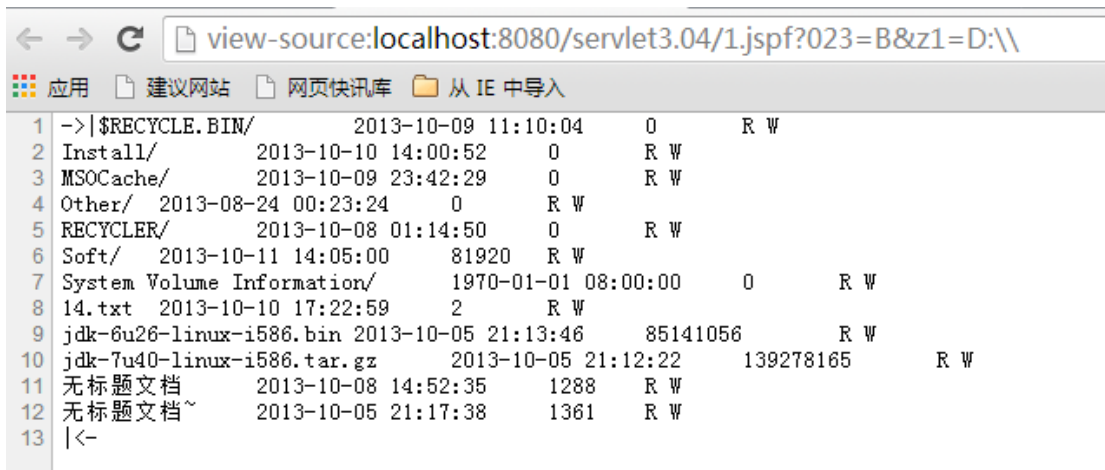 view-source:localhost:8080/servlet3.04/1.jspf?023=B&z1=D:\\
应用 建议网站 网页快讯库 从 IE 中导入
1 ->|$RECYCLE.BIN/ 2013-10-09 11:10:04 0 R W
2 Install/ 2013-10-10 14:00:52 0 R W
3 MSOCache/ 2013-10-09 23:42:29 0 R W
4 Other/ 2013-08-24 00:23:24 0 R W
5 RECYCLER/ 2013-10-08 01:14:50 0 R W
6 Soft/ 2013-10-11 14:05:00 81920 R W
7 System Volume Information/ 1970-01-01 08:00:00 0 R W
8 14.txt 2013-10-10 17:22:59 2 R W
9 jdk-6u26-linux-i586.bin 2013-10-05 21:13:46 85141056 R W
10 jdk-7u40-linux-i586.tar.gz 2013-10-05 21:12:22 139278165 R W
11 无标题文档 2013-10-08 14:52:35 1288 R W
12 无标题文档~ 2013-10-05 21:17:38 1361 R W
13 |<-